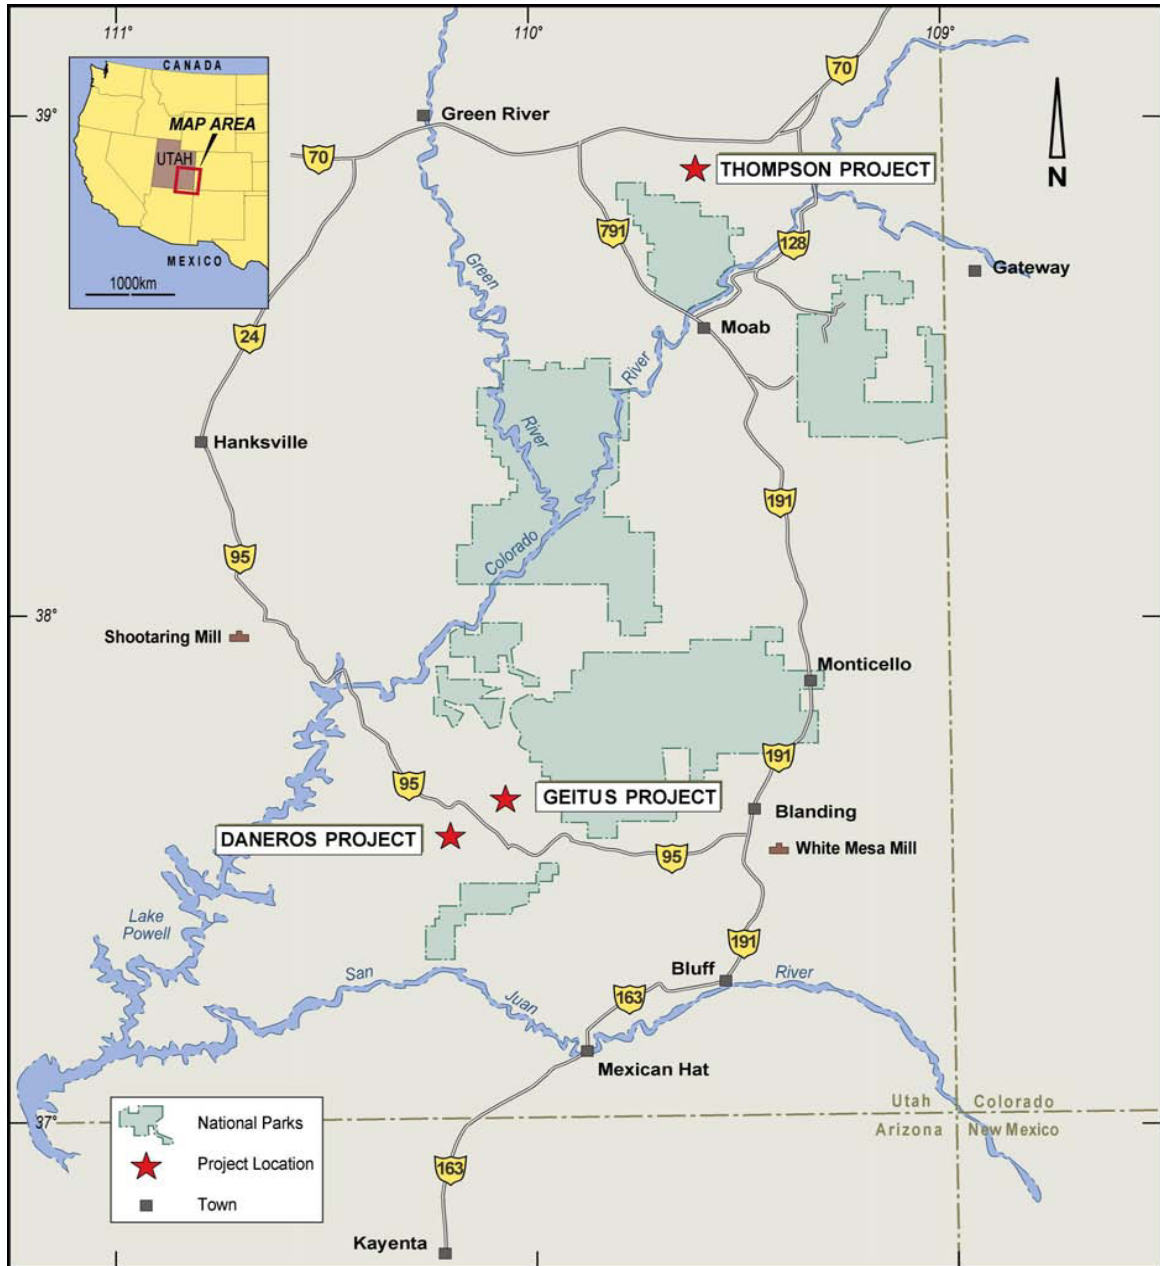 111°
110°
109°
CANADA
70
39°
Green River
MAP AREA
UTAH
70
THOMPSON PROJECT
N
791
128
Green
Gateway
MEXICO
1000km
24
Moab
River
River
Hanksville
191
95
Colorado
38°
Shootaring Mill
Monticello
191
95
GEITUS PROJECT
Blanding
DANEROS PROJECT
95
White Mesa Mill
Lake
Powell
191
Bluff
San
River
163
Juan
Mexican Hat
Utah
Colorado
37°
National Parks
Arizona
New Mexico
Project Location
163
Town
Kayenta